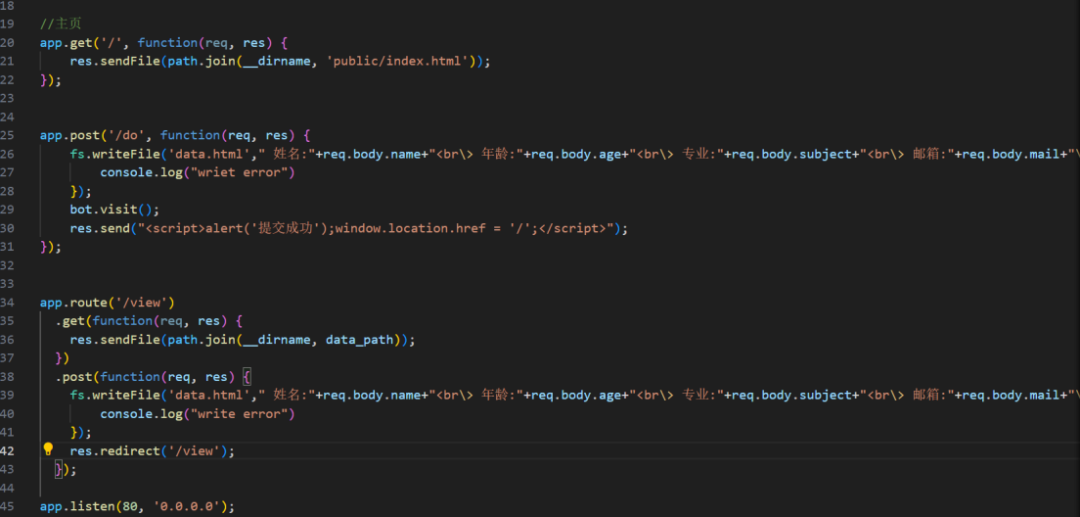 18
19 //主页
20 app.get('/', function(req, res) {
21 res.sendFile(path.join(__dirname, 'public/index.html'));
22 });
23
24
25 app.post('/do', function(req, res) {
26 fs.writeFile('data.html'," 姓名:"+req.body.name+"<br\> 年龄:"+req.body.age+"<br\> 专业:"+req.body.subject+"<br\> 邮箱:"+req.body.mail+"\
27 console.log("wriet error")
28 });
29 bot.visit();
30 res.send("<script>alert('提交成功');window.location.href = '/';</script>");
31 });
32
33
34 app.route('/view')
35 .get(function(req, res) {
36 res.sendFile(path.join(__dirname, data_path));
37 })
38 .post(function(req, res) {
39 fs.writeFile('data.html'," 姓名:"+req.body.name+"<br\> 年龄:"+req.body.age+"<br\> 专业:"+req.body.subject+"<br\> 邮箱:"+req.body.mail+"\
40 console.log("write error")
41 });
42 res.redirect('/view');
43 });
44
45 app.listen(80, '0.0.0.0');